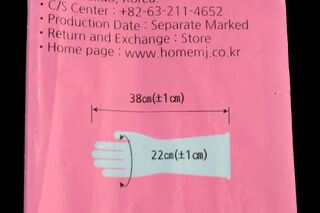 Korea.
• C/S Center : +82-63-211-4652
• Production Date : Separate Marked
• Return and Exchange : Store
• Home page : www.homemj.co.kr
38cm(±1cm)
22cm(±1cm)